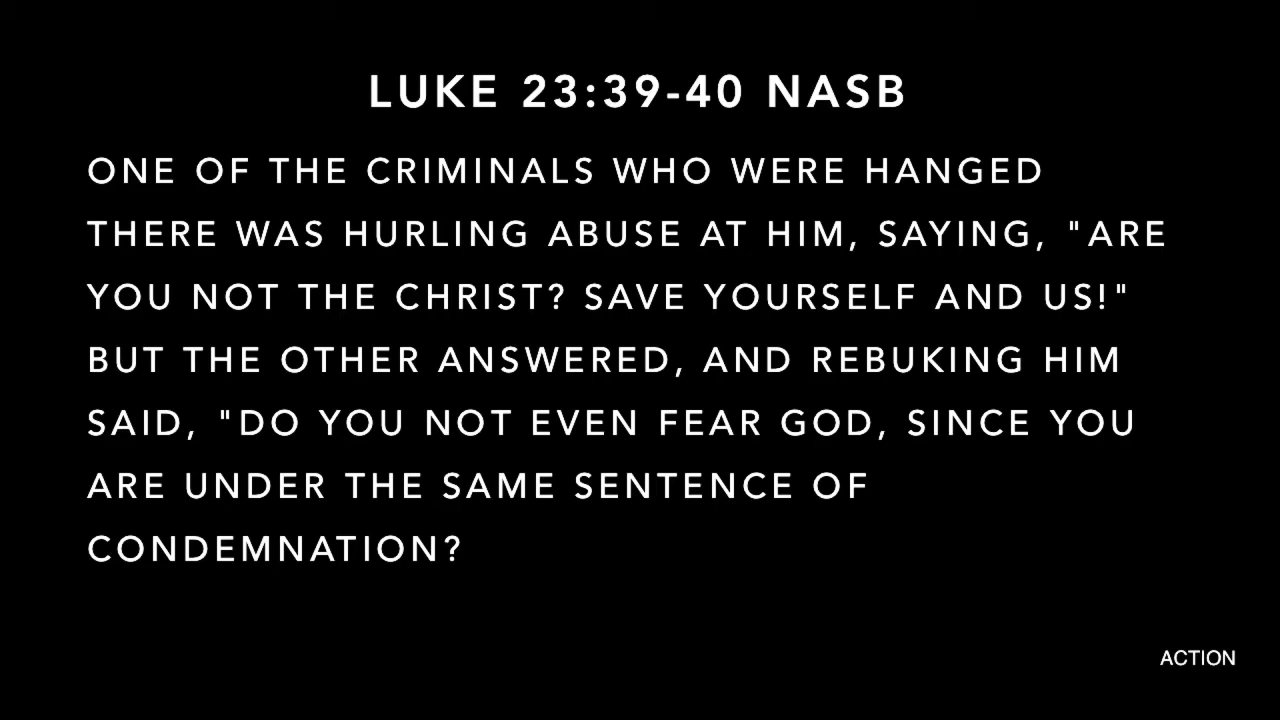 LUKE 23:39-40 NASB
ONE OF THE CRIMINALS WHO WERE HANGED
THERE WAS HURLING ABUSE AT HIM, SAYING, "ARE
YOU NOT THE CHRIST? SAVE YOURSELF AND US!"
BUT THE OTHER ANSWERED, AND REBUKING HIM
SAID, "DO YOU NOT EVEN FEAR GOD, SINCE YOU
ARE UNDER THE SAME SENTENCE OF
CONDEMNATION?
ACTION